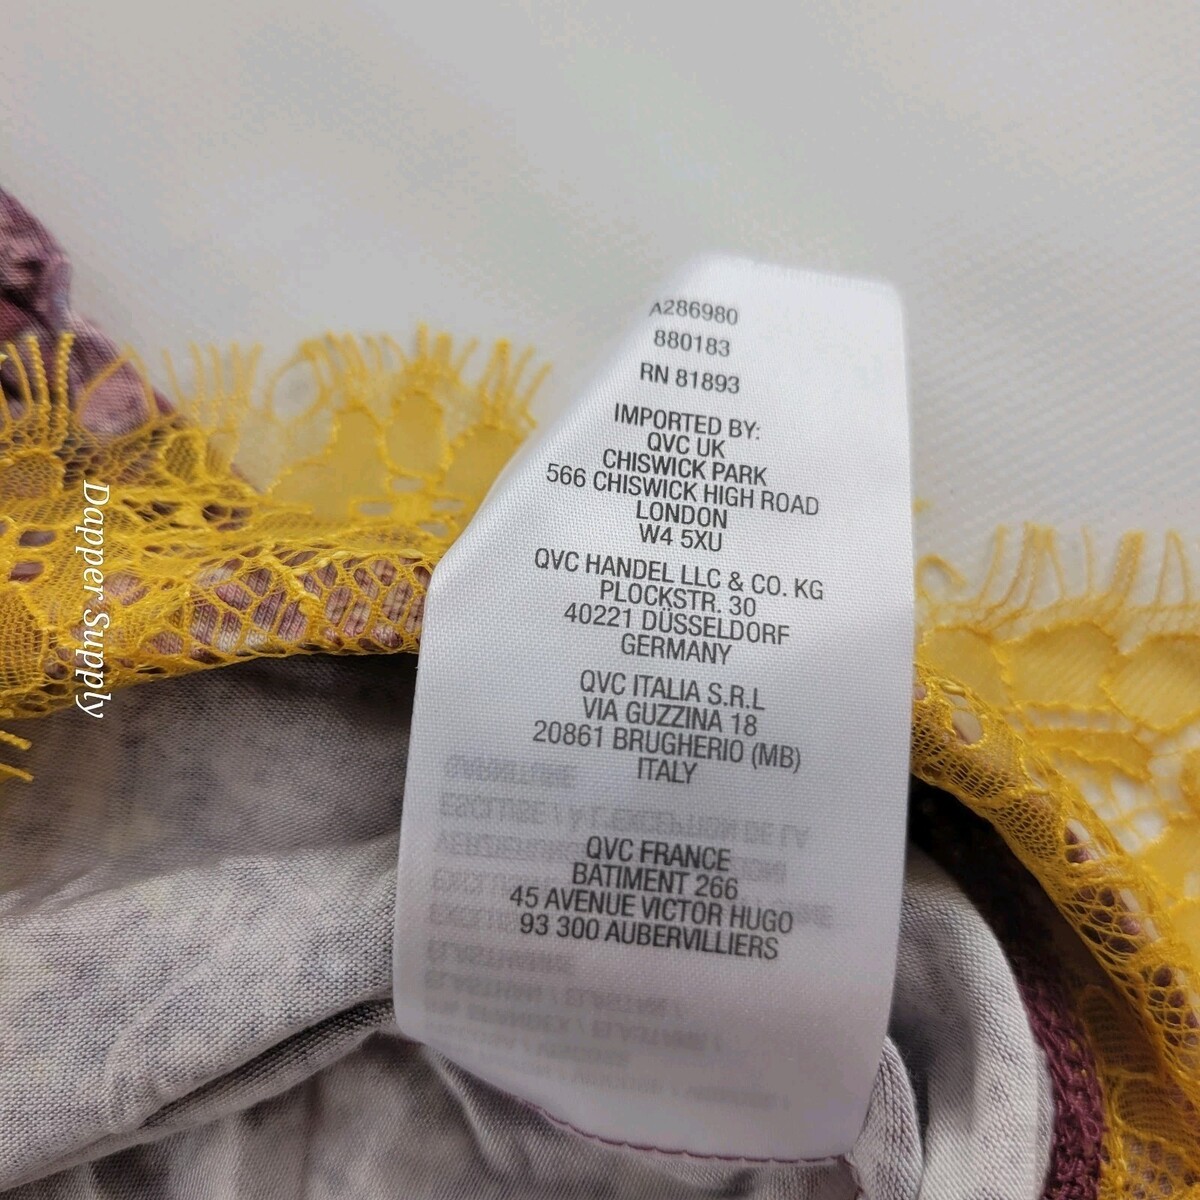 A286980
880183
RN 81893
IMPORTED BY:
QVC UK
CHISWICK PARK
566 CHISWICK HIGH ROAD
LONDON
W4 5XU
QVC HANDEL LLC & CO. KG
PLOCKSTR. 30
40221 DÜSSELDORF
GERMANY
QVC ITALIA S.R.L
VIA GUZZINA 18
20861 BRUGHERIO (MB)
ITALY
QVC FRANCE
BATIMENT 266
45 AVENUE VICTOR HUGO
93 300 AUBERVILLIERS
Dapper Supply